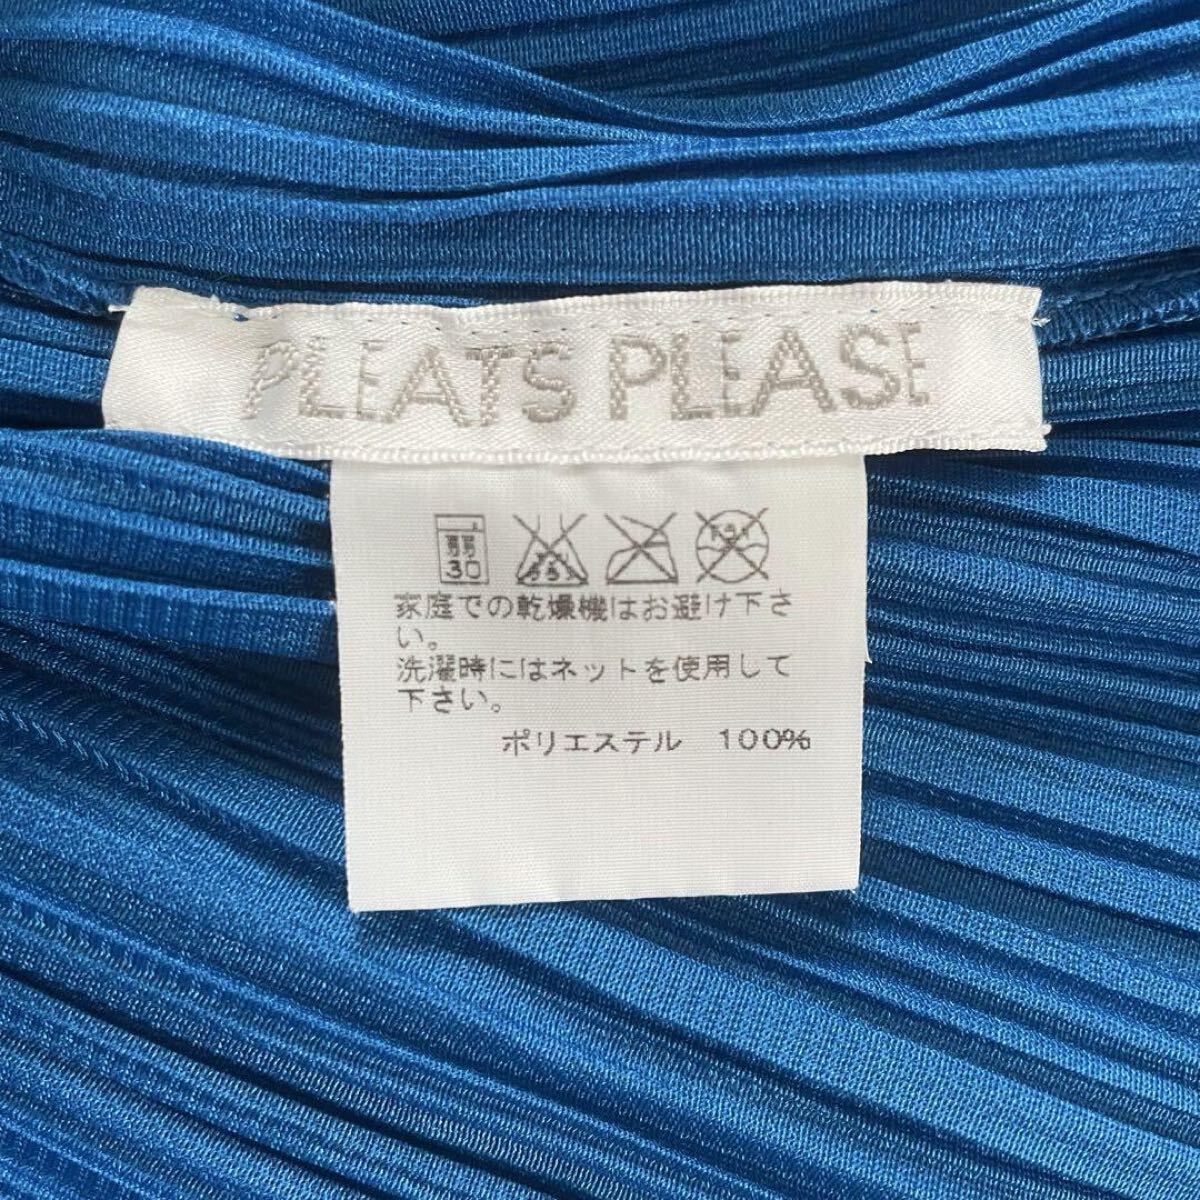 PLEATS PLEASE
弱
30
家庭での乾燥機はお避け下さ
い。
洗濯時にはネットを使用して
下さい。
ポリエステル 100%